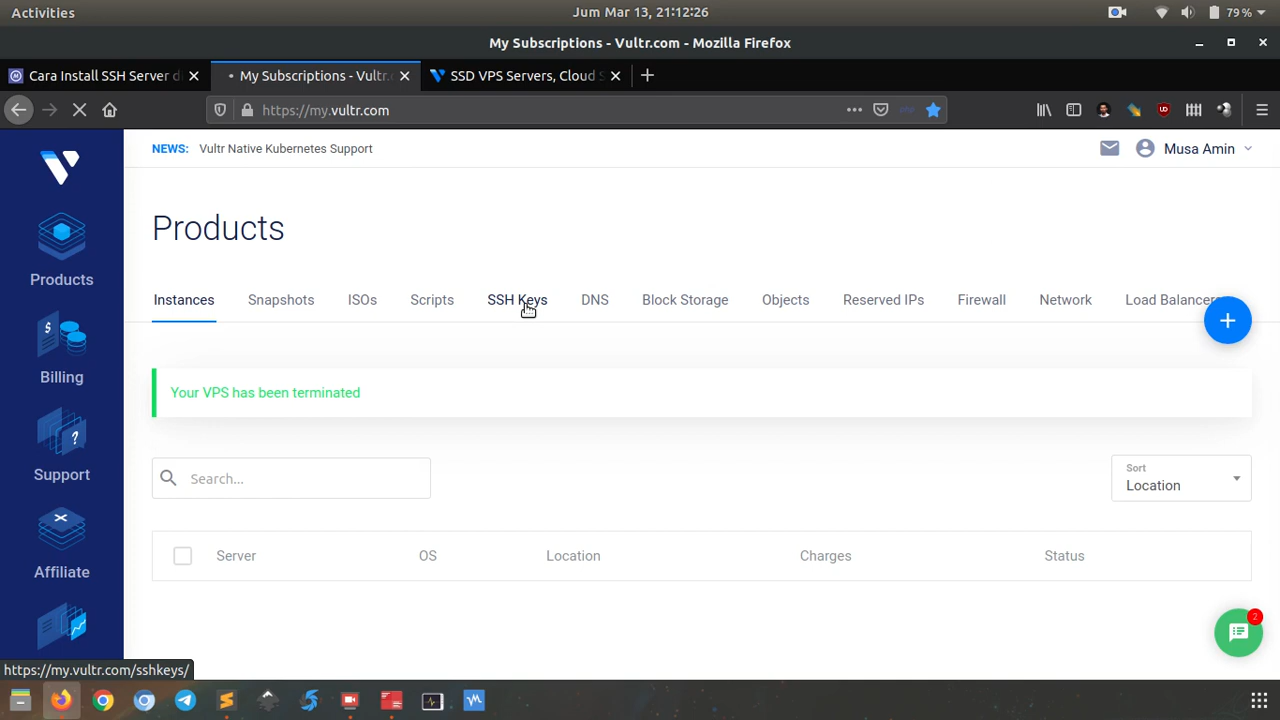 Activities
Jum Mar 13, 21:12:26
79 %
My Subscriptions - Vultr.com - Mozilla Firefox
Cara Install SSH Server d
My Subscriptions - Vultr.
SSD VPS Servers, Cloud S
https://my.vultr.com
NEWS: Vultr Native Kubernetes Support
Musa Amin
Products
Products
Billing
Support
Affiliate
Instances
Snapshots
ISOs
Scripts
SSH Keys
DNS
Block Storage
Objects
Reserved IPs
Firewall
Network
Load Balancers
Your VPS has been terminated
Search...
Sort
Location
Server
OS
Location
Charges
Status
2
https://my.vultr.com/sshkeys/